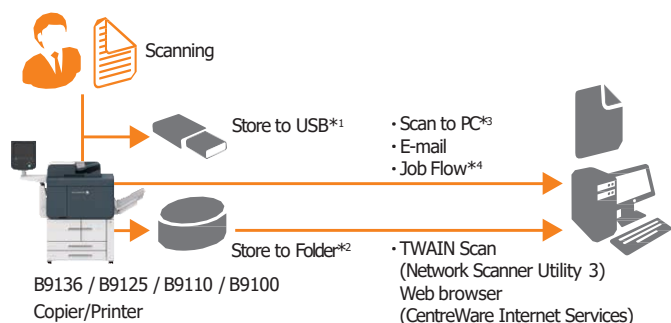 Scanning
Store to USB*1
・Scan to PC*3
・E-mail
・Job Flow*4
Store to Folder*2
・TWAIN Scan
(Network Scanner Utility 3)
Web browser
(CentreWare Internet Services)
B9136 / B9125 / B9110 / B9100
Copier/Printer